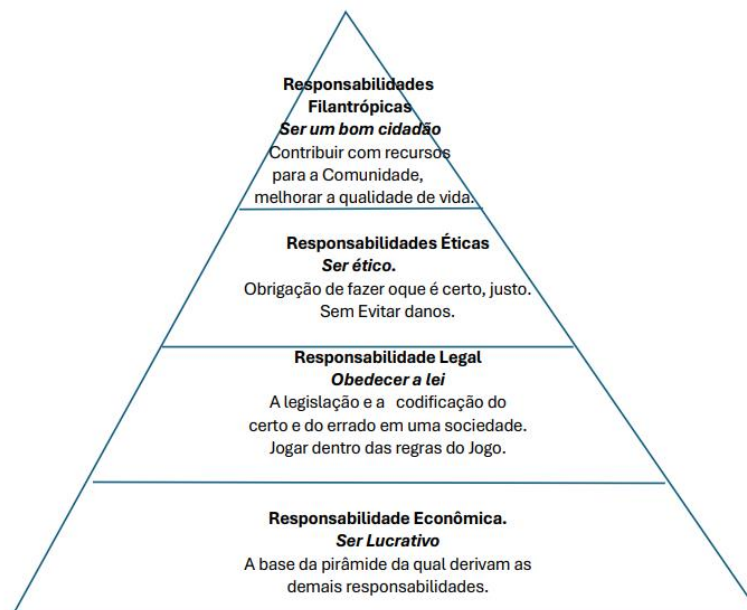 Responsabilidades
Filantrópicas
Ser um bom cidadão
Contribuir com recursos
para a Comunidade,
melhorar a qualidade de vida.
Responsabilidades Éticas
Ser ético.
Obrigação de fazer oque é certo, justo.
Sem Evitar danos.
Responsabilidade Legal
Obedecer a lei
A legislação e a codificação do
certo e do errado em uma sociedade.
Jogar dentro das regras do Jogo.
Responsabilidade Econômica.
Ser Lucrativo
A base da pirâmide da qual derivam as
demais responsabilidades.